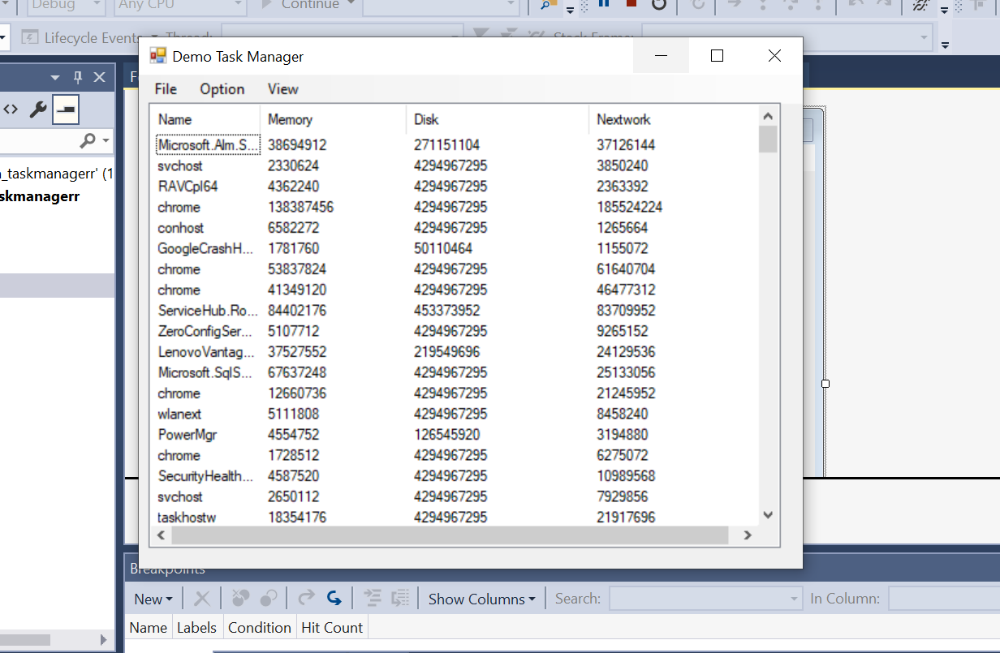 Debug Any CPU Continue
Lifecycle Events Thread: Stack Frame:
Demo Task Manager
File Option View
Name Memory Disk Nextwork
Microsoft.Alm.S... 38694912 271151104 37126144
svchost 2330624 4294967295 3850240
RAVCpl64 4362240 4294967295 2363392
chrome 138387456 4294967295 185524224
conhost 6582272 4294967295 1265664
GoogleCrashH... 1781760 50110464 1155072
chrome 53837824 4294967295 61640704
chrome 41349120 4294967295 46477312
ServiceHub.Ro... 84402176 453373952 83709952
ZeroConfigSer... 5107712 4294967295 9265152
LenovoVantag... 37527552 219549696 24129536
Microsoft.SqlS... 67637248 4294967295 25133056
chrome 12660736 4294967295 21245952
wlanext 5111808 4294967295 8458240
PowerMgr 4554752 126545920 3194880
chrome 1728512 4294967295 6275072
SecurityHealth... 4587520 4294967295 10989568
svchost 2650112 4294967295 7929856
taskhostw 18354176 4294967295 21917696
_taskmanagerr' (1
skmanagerr
Breakpoints
New Show Columns Search: In Column:
Name Labels Condition Hit Count